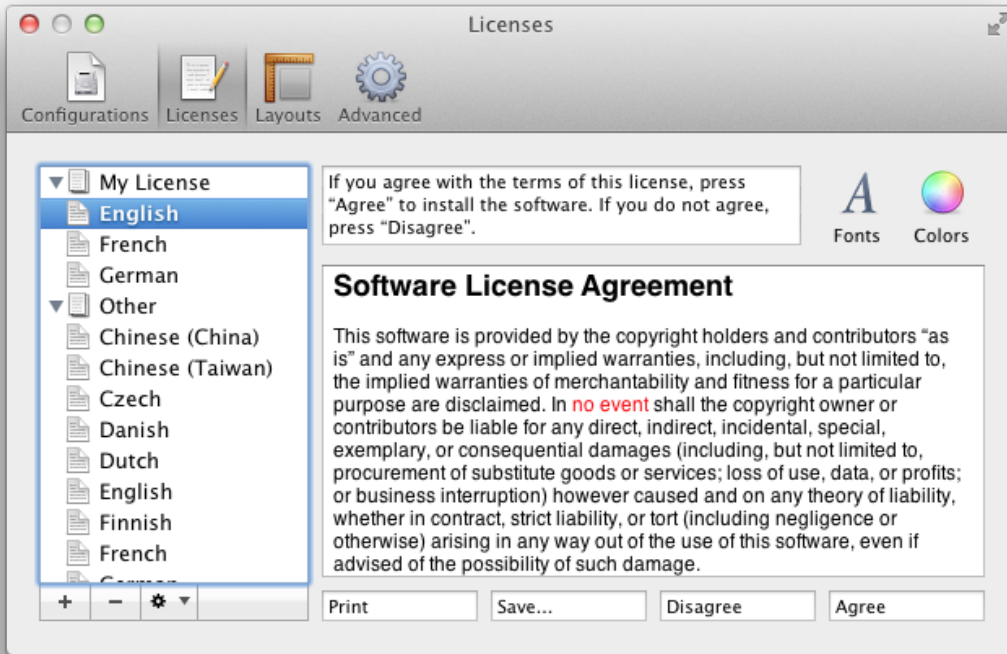 Licenses
Configurations
Licenses
Layouts
Advanced
My License
English
French
German
Other
Chinese (China)
Chinese (Taiwan)
Czech
Danish
Dutch
English
Finnish
French
German
If you agree with the terms of this license, press
“Agree” to install the software. If you do not agree,
press “Disagree”.
Fonts
Colors
Software License Agreement
This software is provided by the copyright holders and contributors “as
is” and any express or implied warranties, including, but not limited to,
the implied warranties of merchantability and fitness for a particular
purpose are disclaimed. In no event shall the copyright owner or
contributors be liable for any direct, indirect, incidental, special,
exemplary, or consequential damages (including, but not limited to,
procurement of substitute goods or services; loss of use, data, or profits;
or business interruption) however caused and on any theory of liability,
whether in contract, strict liability, or tort (including negligence or
otherwise) arising in any way out of the use of this software, even if
advised of the possibility of such damage.
Print
Save...
Disagree
Agree